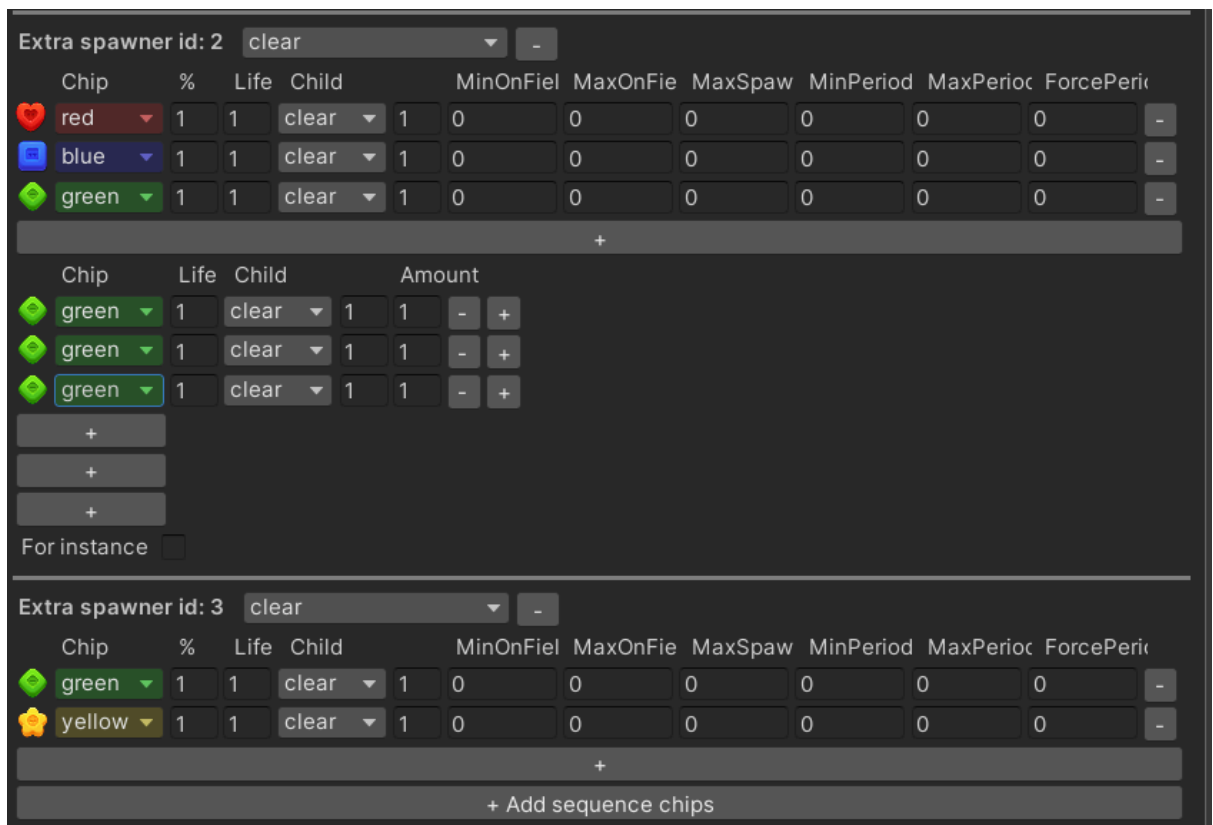 Extra spawner id: 2 clear -
Chip % Life Child MinOnFiel MaxOnFie MaxSpaw MinPeriod MaxPerioc ForcePeri
red 1 1 clear 1 0 0 0 0 0 0 -
blue 1 1 clear 1 0 0 0 0 0 0 -
green 1 1 clear 1 0 0 0 0 0 0 -
+
Chip Life Child Amount
green 1 clear 1 1 - +
green 1 clear 1 1 - +
green 1 clear 1 1 - +
+
+
+
For instance
Extra spawner id: 3 clear -
Chip % Life Child MinOnFiel MaxOnFie MaxSpaw MinPeriod MaxPerioc ForcePeri
green 1 1 clear 1 0 0 0 0 0 0 -
yellow 1 1 clear 1 0 0 0 0 0 0 -
+
+ Add sequence chips